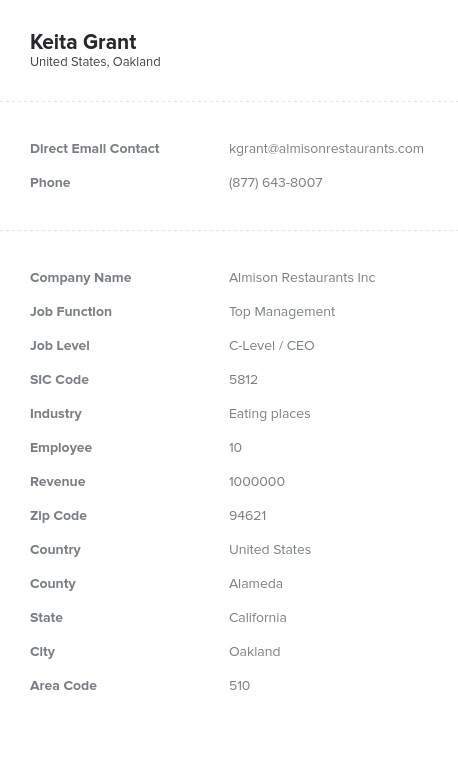 Keita Grant
United States, Oakland
Direct Email Contact kgrant@almisonrestaurants.com
Phone (877) 643-8007
Company Name Almison Restaurants Inc
Job Function Top Management
Job Level C-Level / CEO
SIC Code 5812
Industry Eating places
Employee 10
Revenue 1000000
Zip Code 94621
Country United States
County Alameda
State California
City Oakland
Area Code 510